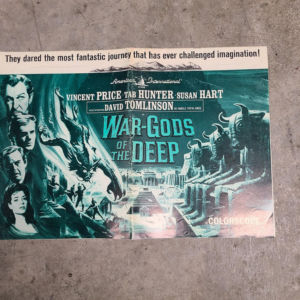 They dared the most fantastic journey that has ever challenged imagination!
American International
VINCENT PRICE TAB HUNTER SUSAN HART
DAVID TOMLINSON
WAR-GODS
OF THE DEEP
COLORSCOPE